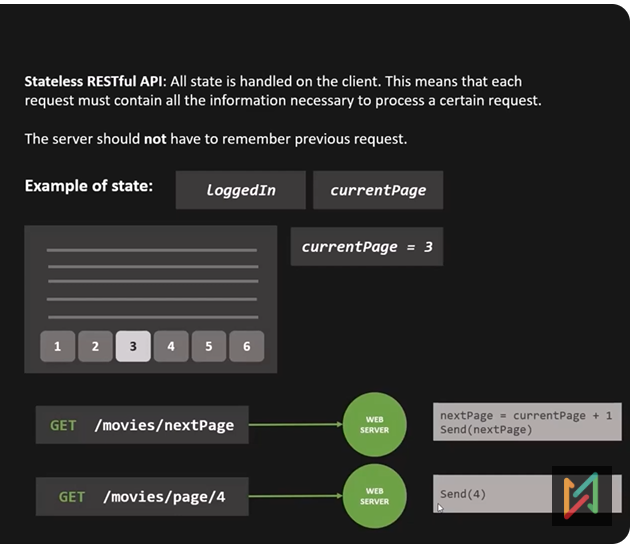 Stateless RESTful API: All state is handled on the client. This means that each
request must contain all the information necessary to process a certain request.
The server should not have to remember previous request.
Example of state:
loggedIn
currentPage
currentPage = 3
1 2 3 4 5 6
GET /movies/nextPage
WEB
SERVER
nextPage = currentPage + 1
Send(nextPage)
GET /movies/page/4
WEB
SERVER
Send(4)